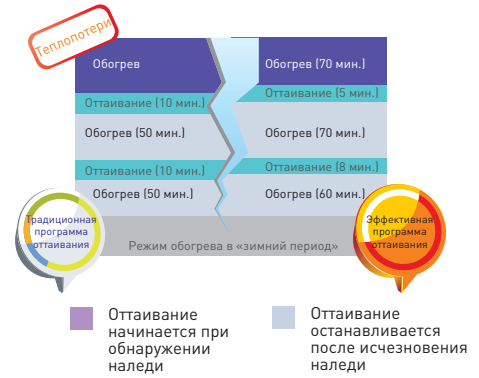 Теплопотери
Обогрев
Обогрев (70 мин.)
Оттаивание (10 мин.)
Оттаивание (5 мин.)
Обогрев (50 мин.)
Обогрев (70 мин.)
Оттаивание (10 мин.)
Оттаивание (8 мин.)
Обогрев (50 мин.)
Обогрев (60 мин.)
Традиционная
программа
оттаивания
Эффективная
программа
оттаивания
Режим обогрева в «зимний период»
Оттаивание
начинается при
обнаружении
наледи
Оттаивание
останавливается
после исчезновения
наледи